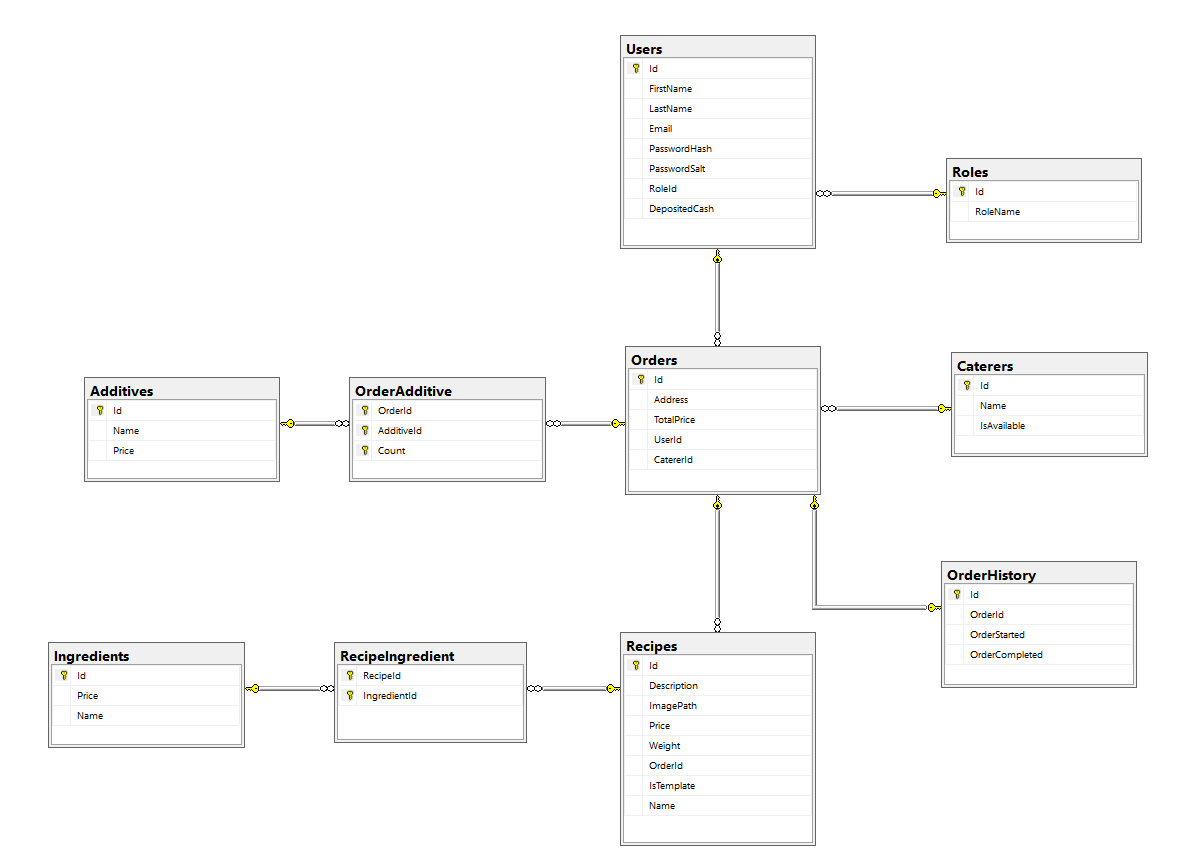 Users
Id
FirstName
LastName
Email
PasswordHash
PasswordSalt
RoleId
DepositedCash
Roles
Id
RoleName
Orders
Id
Address
TotalPrice
UserId
CatererId
Caterers
Id
Name
IsAvailable
Additives
Id
Name
Price
OrderAdditive
OrderId
AdditiveId
Count
OrderHistory
Id
OrderId
OrderStarted
OrderCompleted
Ingredients
Id
Price
Name
RecipeIngredient
RecipeId
IngredientId
Recipes
Id
Description
ImagePath
Price
Weight
OrderId
IsTemplate
Name